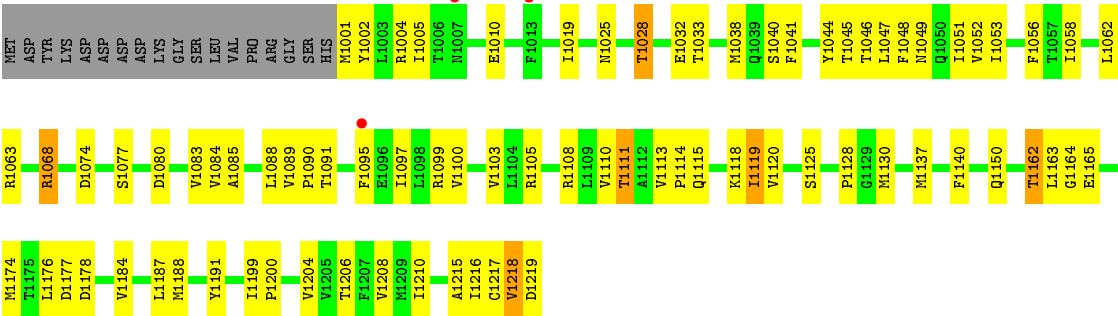 MET ASP TYR LYS ASP ASP ASP ASP LYS GLY SER LEU VAL PRO ARG GLY SER HIS M1001 Y1002 L1003 R1004 I1005 T1006 N1007 E1010 F1013 I1019 N1025 T1028 E1032 T1033 M1038 Q1039 S1040 F1041 Y1044 T1045 T1046 L1047 F1048 N1049 Q1050 I1051 V1052 I1053 F1056 T1057 I1058 L1062
R1063 R1068 D1074 S1077 D1080 V1083 V1084 A1085 L1088 V1089 P1090 T1091 F1095 E1096 I1097 L1098 R1099 V1100 V1103 L1104 R1105 R1108 L1109 T1111 A1112 V1113 P1114 Q1115 K1118 I1119 V1120 S1125 P1128 G1129 M1130 M1137 F1140 Q1150 T1162 L1163 G1164 E1165
M1174 T1175 L1176 D1177 D1178 V1184 L1187 M1188 Y1191 I1199 P1200 V1204 V1205 T1206 F1207 V1208 M1209 I1210 A1215 I1216 C1217 V1218 D1219